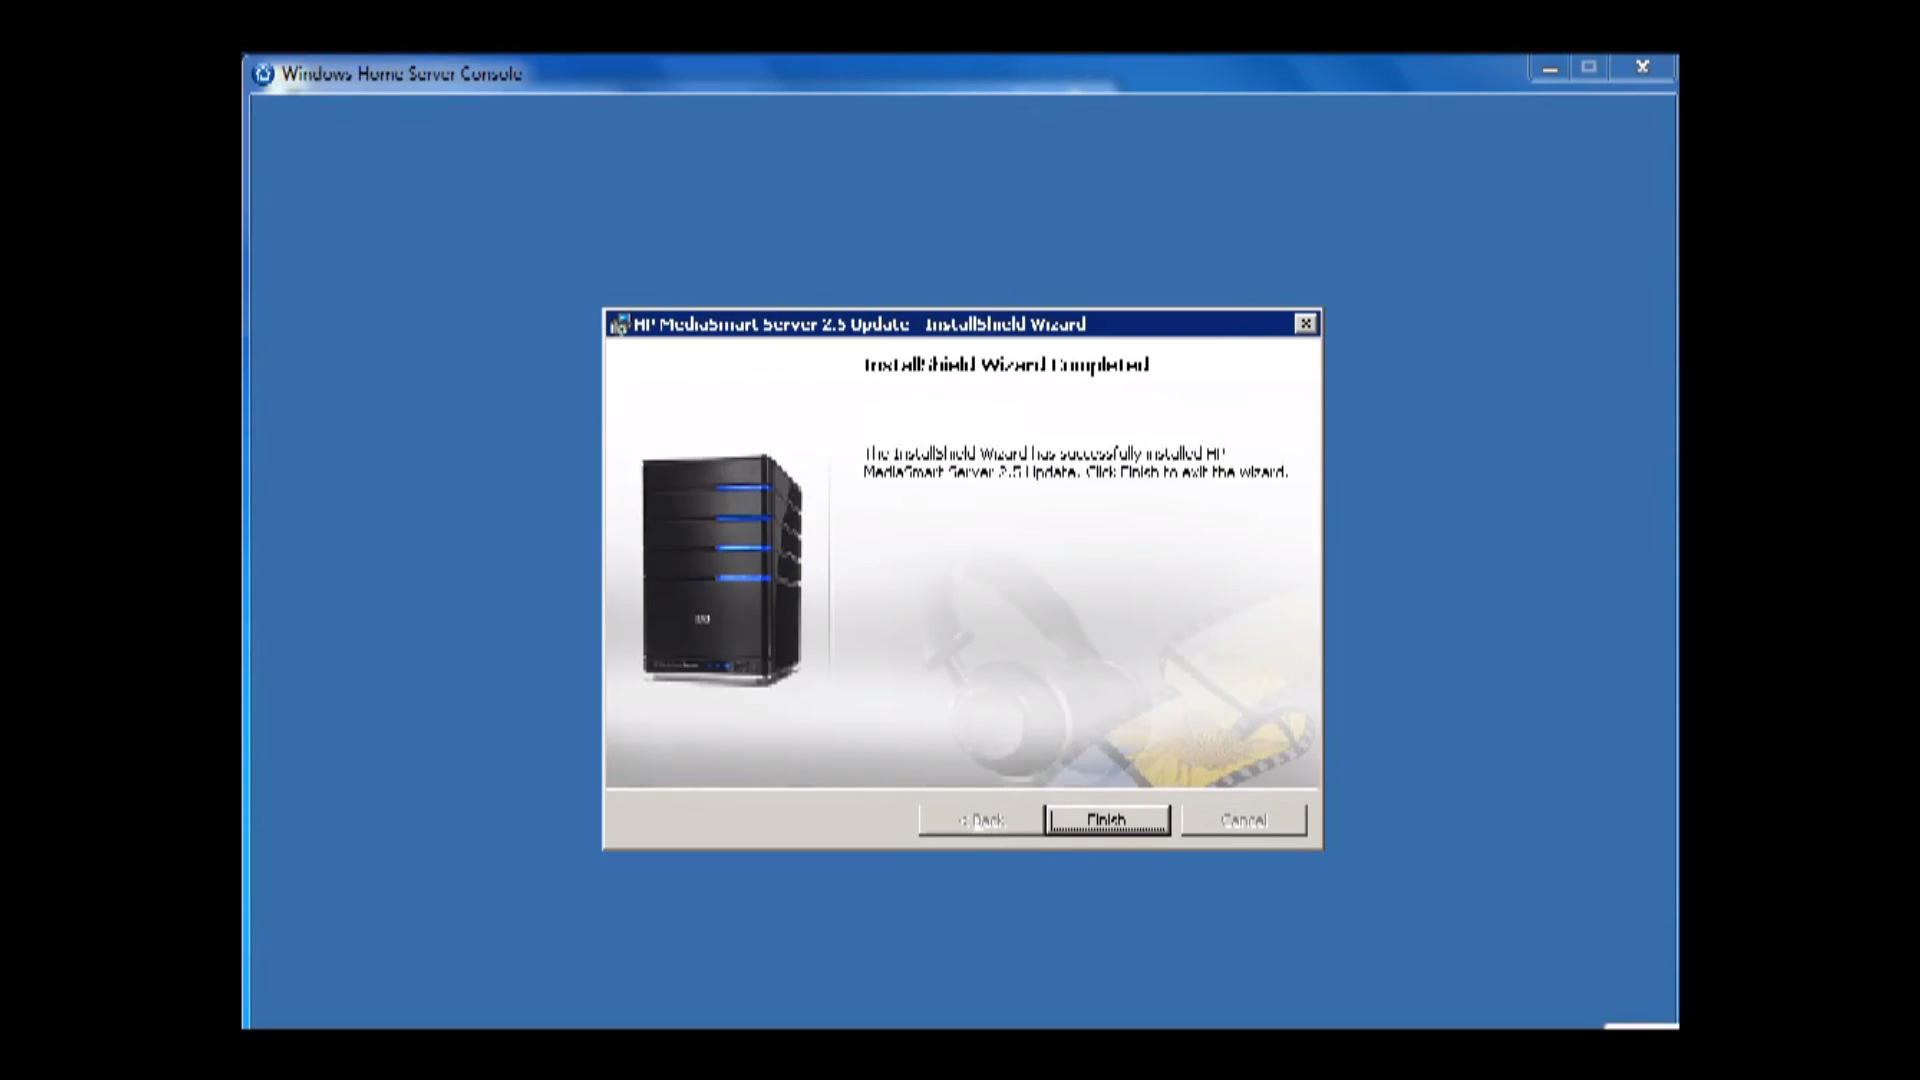 Windows Home Server Console
HP MediaSmart Server 2.5 Update - InstallShield Wizard
InstallShield Wizard Completed
The InstallShield Wizard has successfully installed HP
MediaSmart Server 2.5 Update. Click Finish to exit the wizard.
hp
< Back
Finish
Cancel